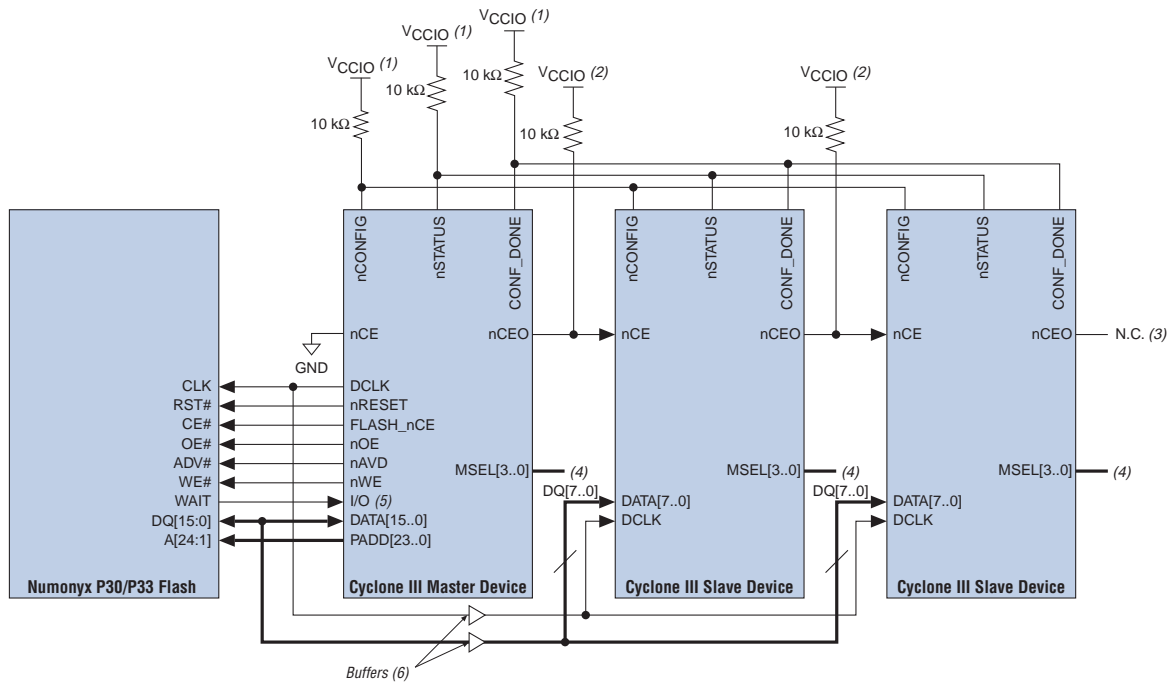 VCCIO (1)
VCCIO (1)
VCCIO (1)
VCCIO (2)
VCCIO (2)
10 kΩ
10 kΩ
10 kΩ
10 kΩ
10 kΩ
nCONFIG
nSTATUS
CONF_DONE
nCONFIG
nSTATUS
CONF_DONE
nCONFIG
nSTATUS
CONF_DONE
nCE
nCEO
nCE
nCEO
nCE
nCEO
N.C. (3)
GND
CLK
DCLK
RST#
nRESET
CE#
FLASH_nCE
OE#
nOE
ADV#
nAVD
WE#
nWE
WAIT
I/O (5)
DQ[15:0]
DATA[15..0]
A[24:1]
PADD[23..0]
MSEL[3..0]
(4)
MSEL[3..0]
(4)
MSEL[3..0]
(4)
DQ[7..0]
DATA[7..0]
DCLK
DQ[7..0]
DATA[7..0]
DCLK
Numonyx P30/P33 Flash
Cyclone III Master Device
Cyclone III Slave Device
Cyclone III Slave Device
Buffers (6)